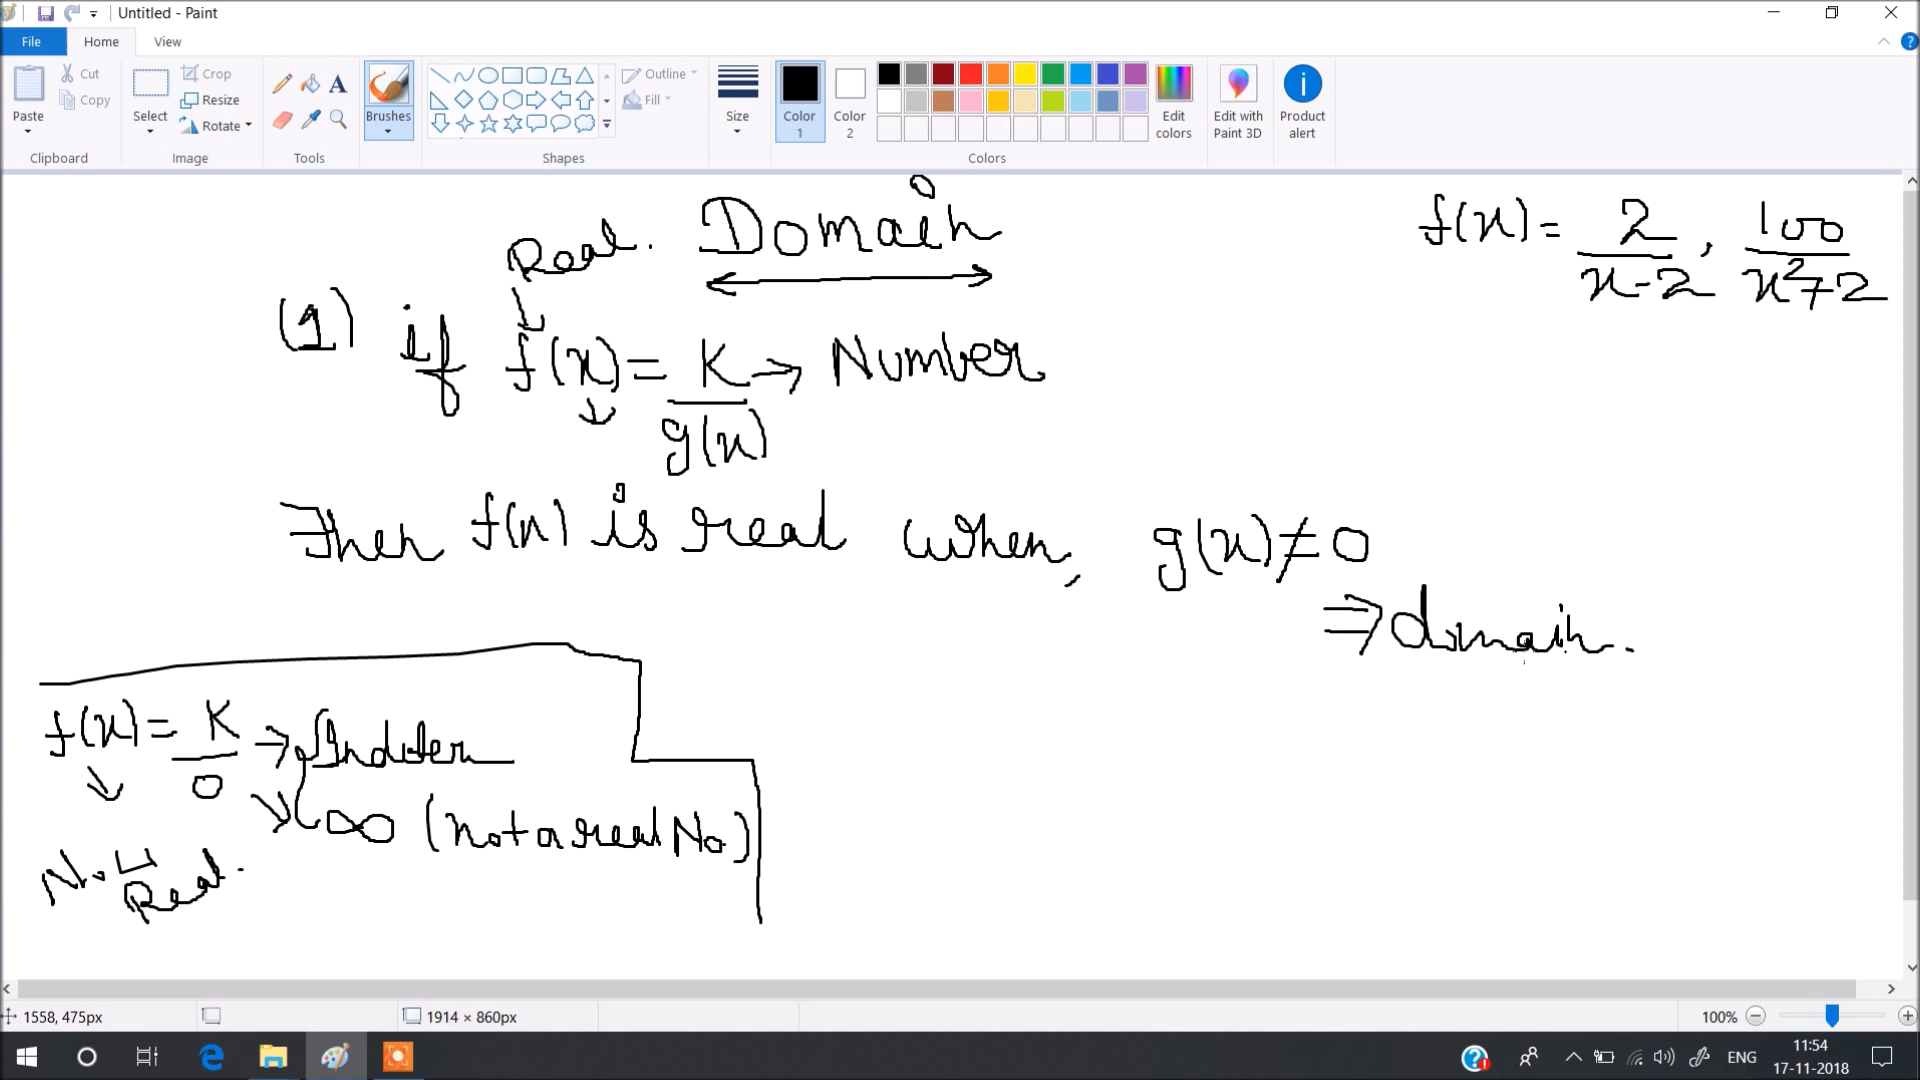 Untitled - Paint
File Home View
Paste Cut Copy Clipboard
Select Crop Resize Rotate Image
Tools
Brushes
Shapes
Outline Fill
Size
Color 1 Color 2
Edit colors
Colors
Edit with Paint 3D
Product alert
Domain
Real.
f(x) = 2/(x-2), 100/(x²+2)
(1) if f(x) = K/g(x) → Number
Then f(x) is real when, g(x) ≠ 0
⇒ domain.
f(x) = K/0 → Indeter
∞ (not a real No)
Real.
1558, 475px
1914 × 860px
100%
ENG
11:54
17-11-2018